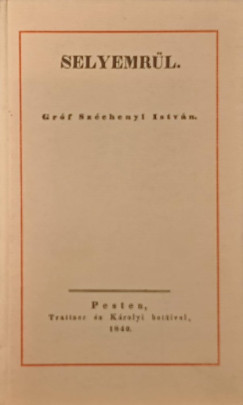 SELYEMRŰL.
Gróf Széchenyi István.
Pesten,
Trattner és Károlyi betűivel,
1840.